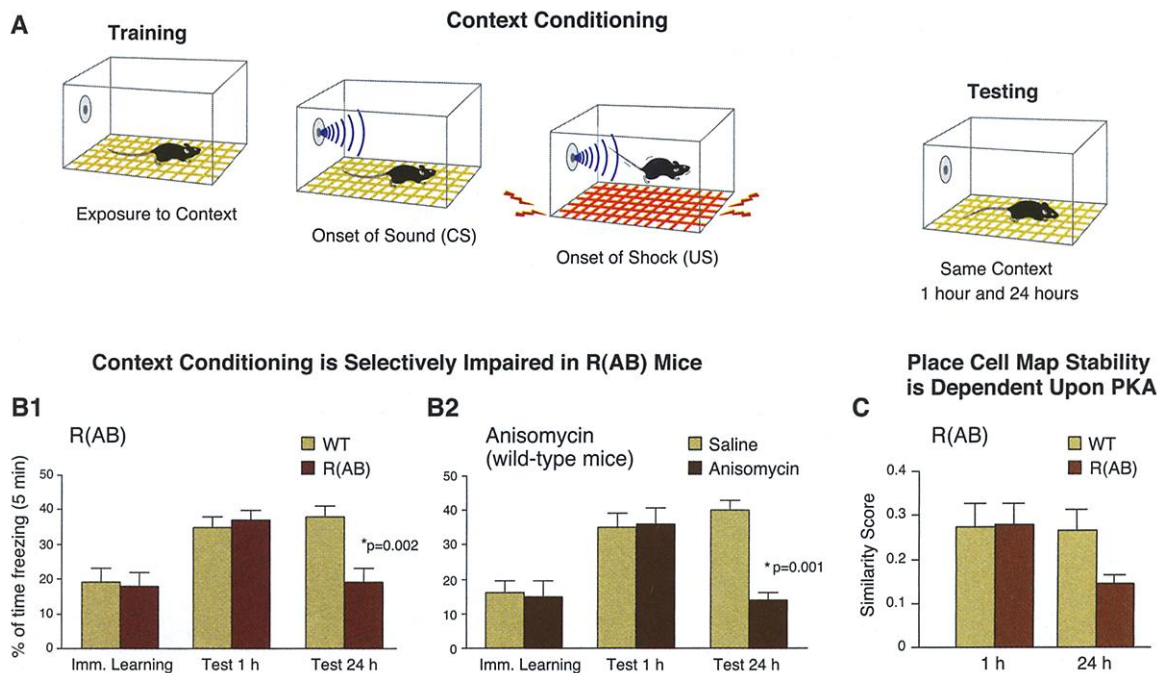 A
Context Conditioning
Training
Exposure to Context
Onset of Sound (CS)
Onset of Shock (US)
Testing
Same Context
1 hour and 24 hours
Context Conditioning is Selectively Impaired in R(AB) Mice
B1
R(AB)
WT
R(AB)
% of time freezing (5 min)
50
40
30
20
10
0
*p=0.002
Imm. Learning
Test 1 h
Test 24 h
B2
Anisomycin
(wild-type mice)
Saline
Anisomycin
50
40
30
20
10
0
*p=0.001
Imm. Learning
Test 1 h
Test 24 h
Place Cell Map Stability
is Dependent Upon PKA
C
R(AB)
WT
R(AB)
Similarity Score
0.4
0.3
0.2
0.1
0
1 h
24 h